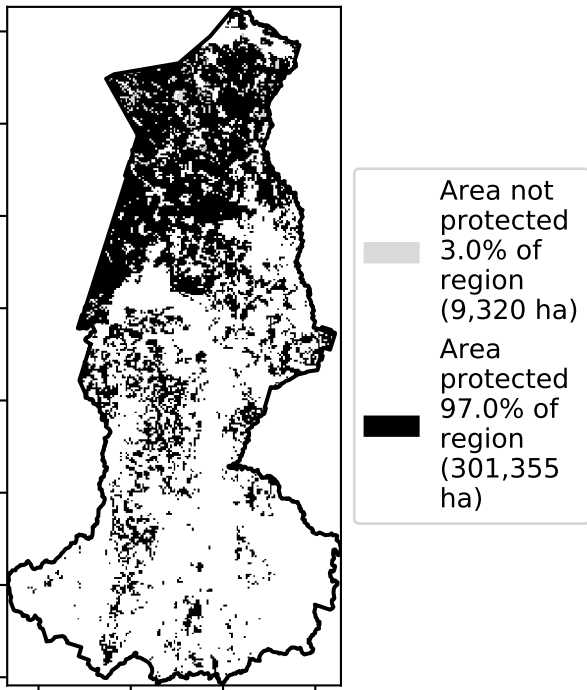 Area not
protected
3.0% of
region
(9,320 ha)
Area
protected
97.0% of
region
(301,355
ha)